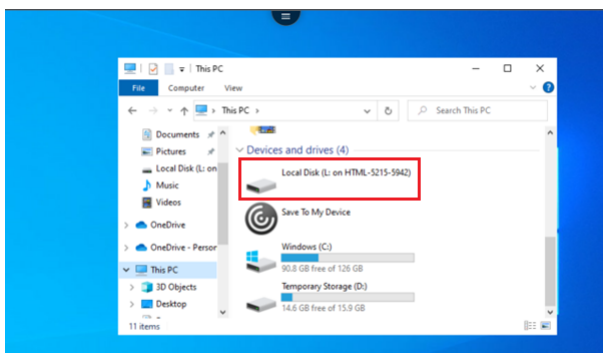 This PC
File Computer View
This PC
Search This PC
Documents
Pictures
Local Disk (L: on
Music
Videos
OneDrive
OneDrive - Person
This PC
3D Objects
Desktop
Devices and drives (4)
Local Disk (L: on HTML-5215-5942)
Save To My Device
Windows (C:)
90.8 GB free of 126 GB
Temporary Storage (D:)
14.6 GB free of 15.9 GB
11 items